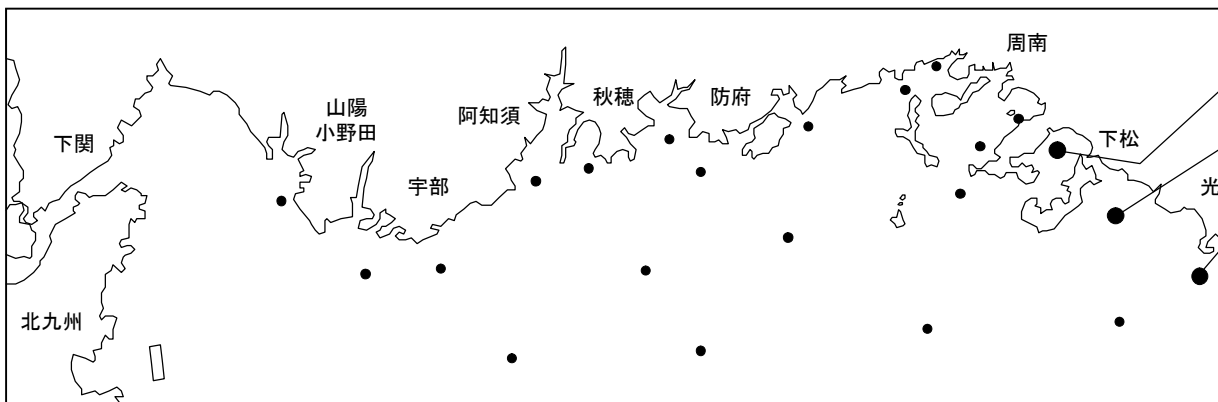 周南
山陽
小野田
阿知須
秋穂
防府
下関
下松
宇部
光
北九州